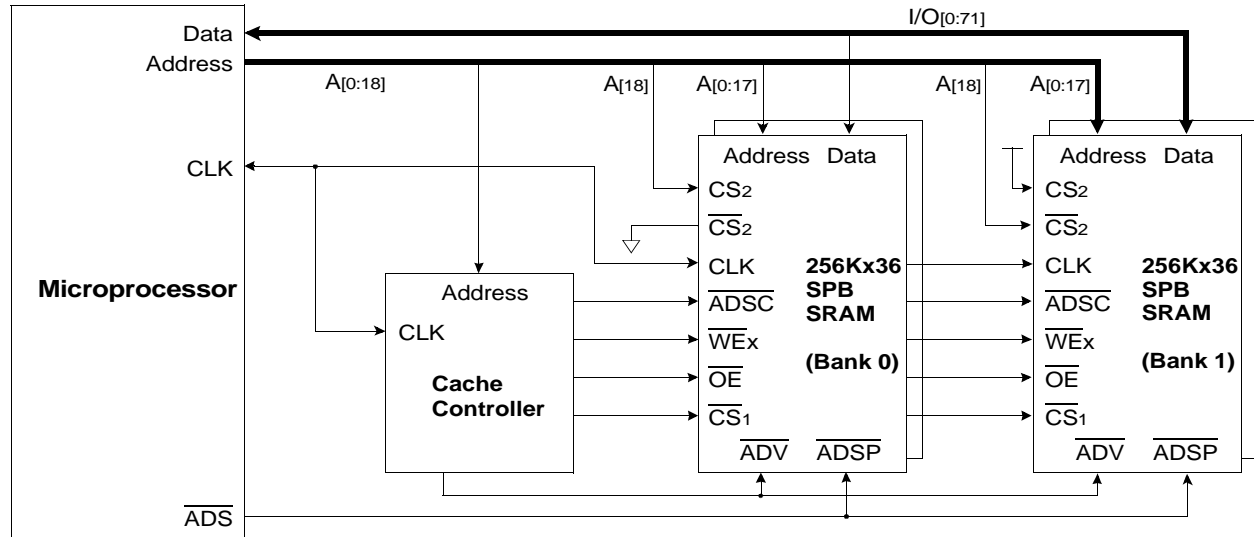 I/O[0:71]
Data
Address
A[0:18]
A[18]
A[0:17]
A[18]
A[0:17]
CLK
Microprocessor
ADS
Address
CLK
Cache
Controller
Address Data
CS2
CS2
CLK
ADSC
WEx
OE
CS1
ADV ADSP
256Kx36
SPB
SRAM
(Bank 0)
Address Data
CS2
CS2
CLK
ADSC
WEx
OE
CS1
ADV ADSP
256Kx36
SPB
SRAM
(Bank 1)